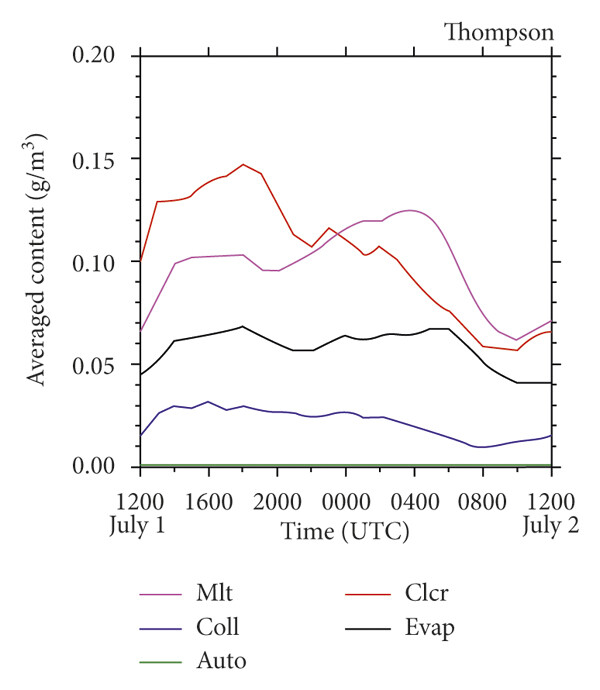 Thompson
Averaged content (g/m³)
0.20
0.15
0.10
0.05
0.00
1200 1600 2000 0000 0400 0800 1200
July 1 Time (UTC) July 2
Mlt Clcr
Coll Evap
Auto